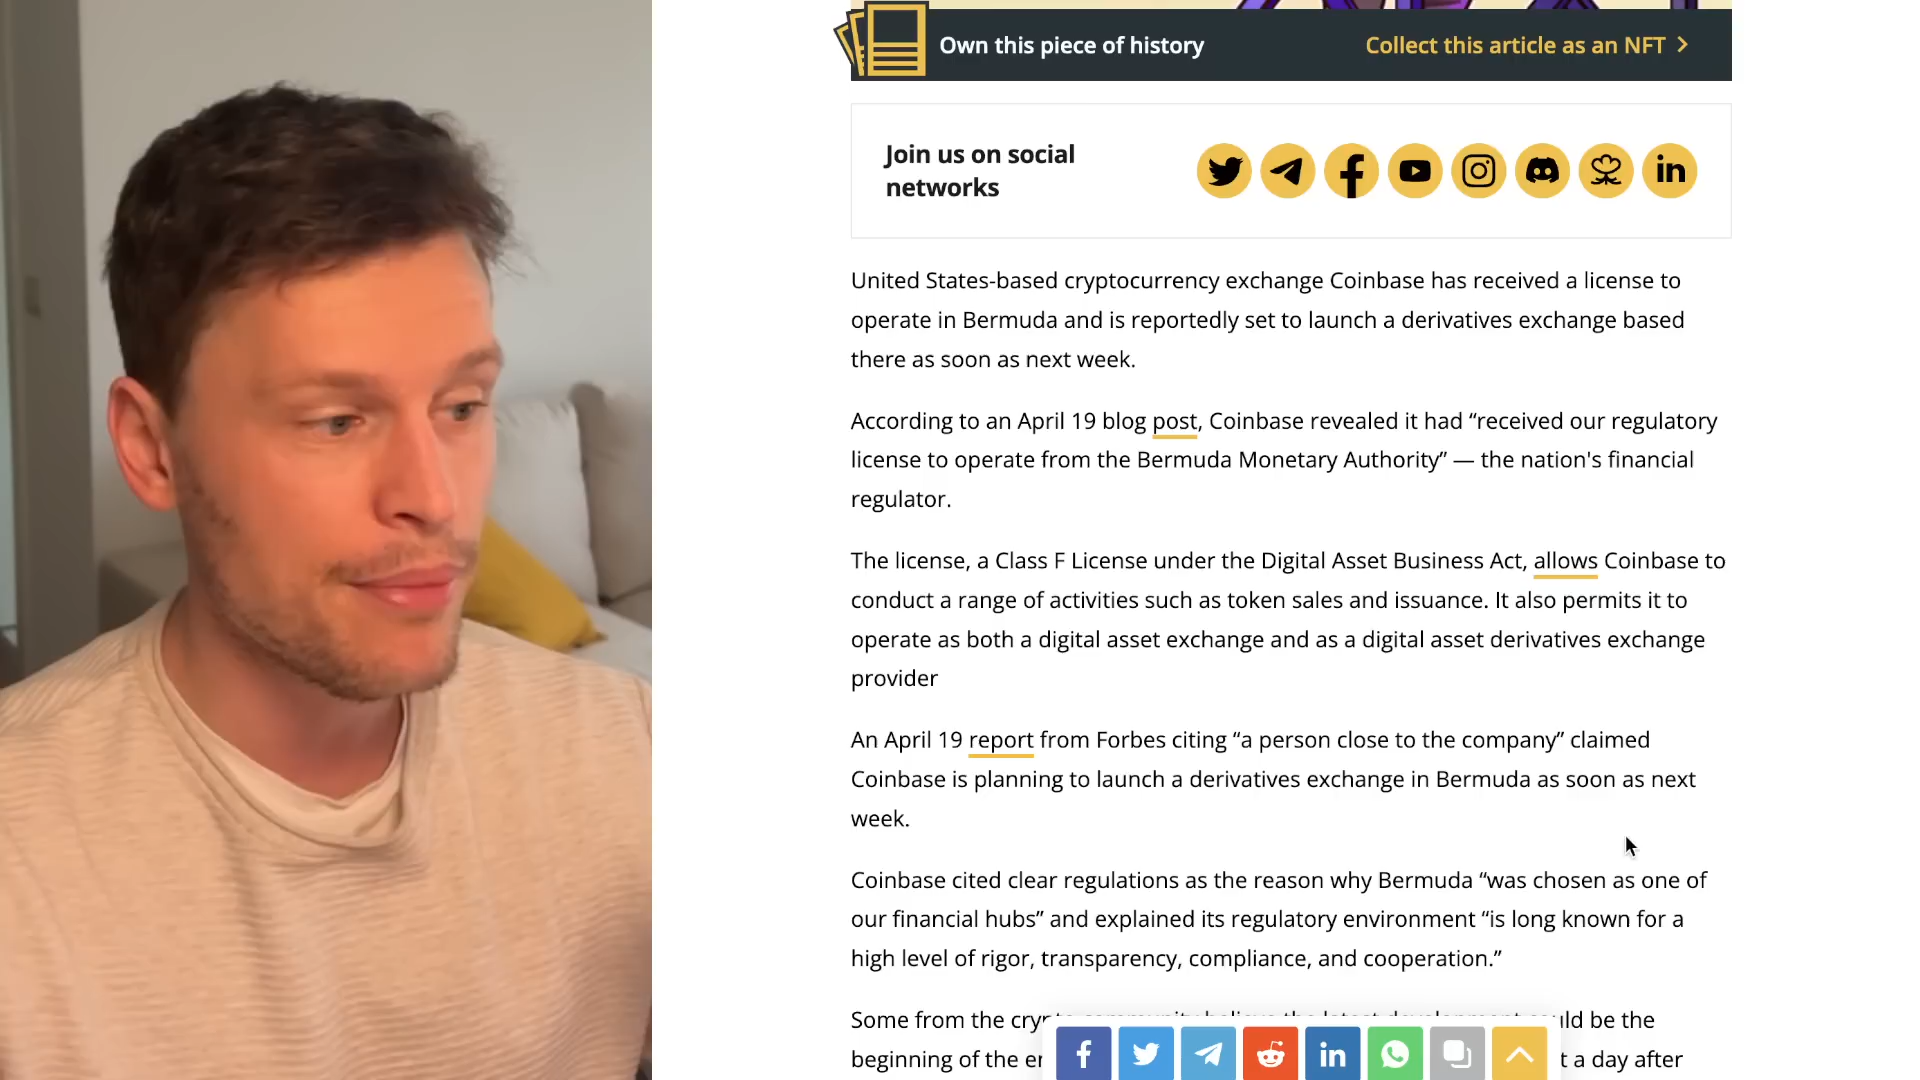 Own this piece of history
Collect this article as an NFT
Join us on social
networks
United States-based cryptocurrency exchange Coinbase has received a license to
operate in Bermuda and is reportedly set to launch a derivatives exchange based
there as soon as next week.
According to an April 19 blog post, Coinbase revealed it had “received our regulatory
license to operate from the Bermuda Monetary Authority” — the nation's financial
regulator.
The license, a Class F License under the Digital Asset Business Act, allows Coinbase to
conduct a range of activities such as token sales and issuance. It also permits it to
operate as both a digital asset exchange and as a digital asset derivatives exchange
provider
An April 19 report from Forbes citing “a person close to the company” claimed
Coinbase is planning to launch a derivatives exchange in Bermuda as soon as next
week.
Coinbase cited clear regulations as the reason why Bermuda “was chosen as one of
our financial hubs” and explained its regulatory environment “is long known for a
high level of rigor, transparency, compliance, and cooperation.”
Some from the crypto community believe the latest development could be the
beginning of the t a day after